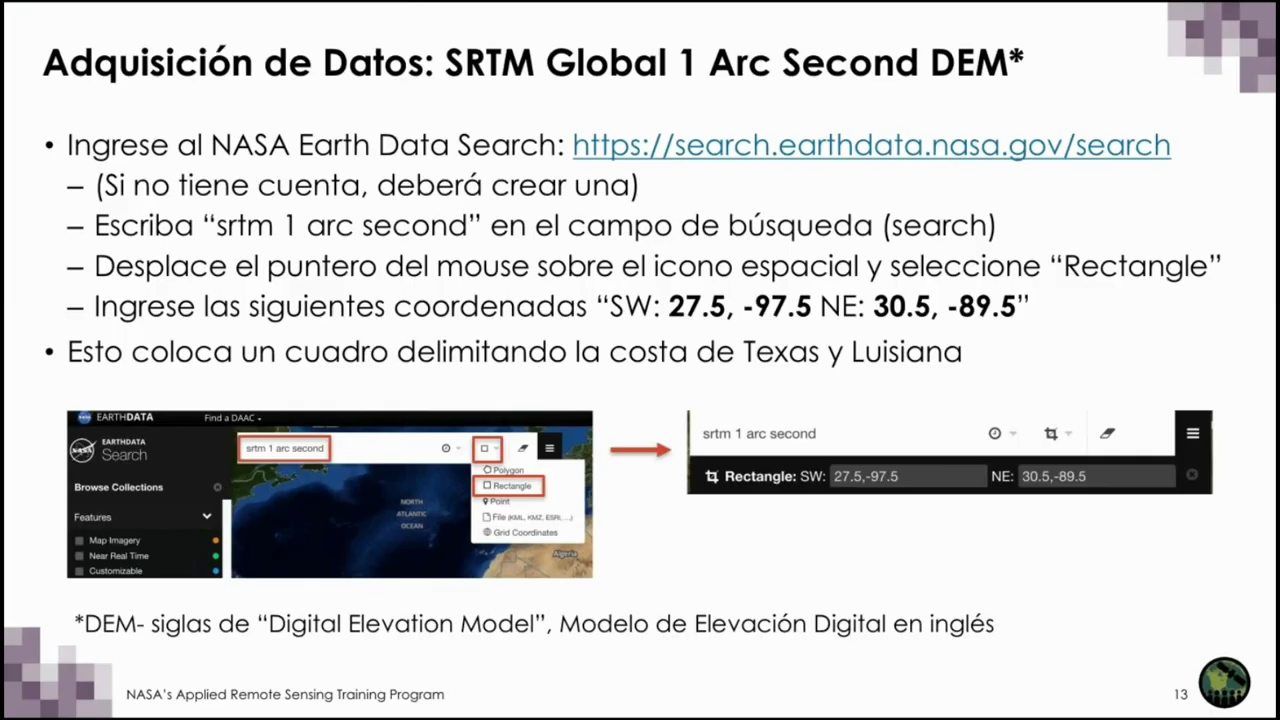 Adquisición de Datos: SRTM Global 1 Arc Second DEM*
• Ingrese al NASA Earth Data Search: https://search.earthdata.nasa.gov/search
– (Si no tiene cuenta, deberá crear una)
– Escriba “srtm 1 arc second” en el campo de búsqueda (search)
– Desplace el puntero del mouse sobre el icono espacial y seleccione “Rectangle”
– Ingrese las siguientes coordenadas “SW: 27.5, -97.5 NE: 30.5, -89.5”
• Esto coloca un cuadro delimitando la costa de Texas y Luisiana
EARTHDATA Find a DAAC
NASA
EARTHDATA
Search
srtm 1 arc second
Browse Collections
Features
Map Imagery
Near Real Time
Customizable
NORTH
ATLANTIC
OCEAN
Polygon
Rectangle
Point
File (KML, KMZ, ESRI, ...)
Grid Coordinates
Algeria
srtm 1 arc second
Rectangle: SW: 27.5,-97.5 NE: 30.5,-89.5
*DEM- siglas de “Digital Elevation Model”, Modelo de Elevación Digital en inglés
NASA’s Applied Remote Sensing Training Program
13